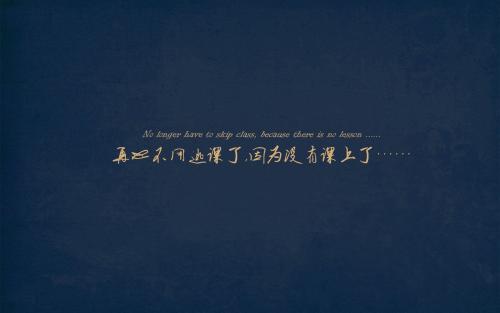 No longer have to skip class, because there is no lesson ......
再也不用逃课了,因为没有课上了······